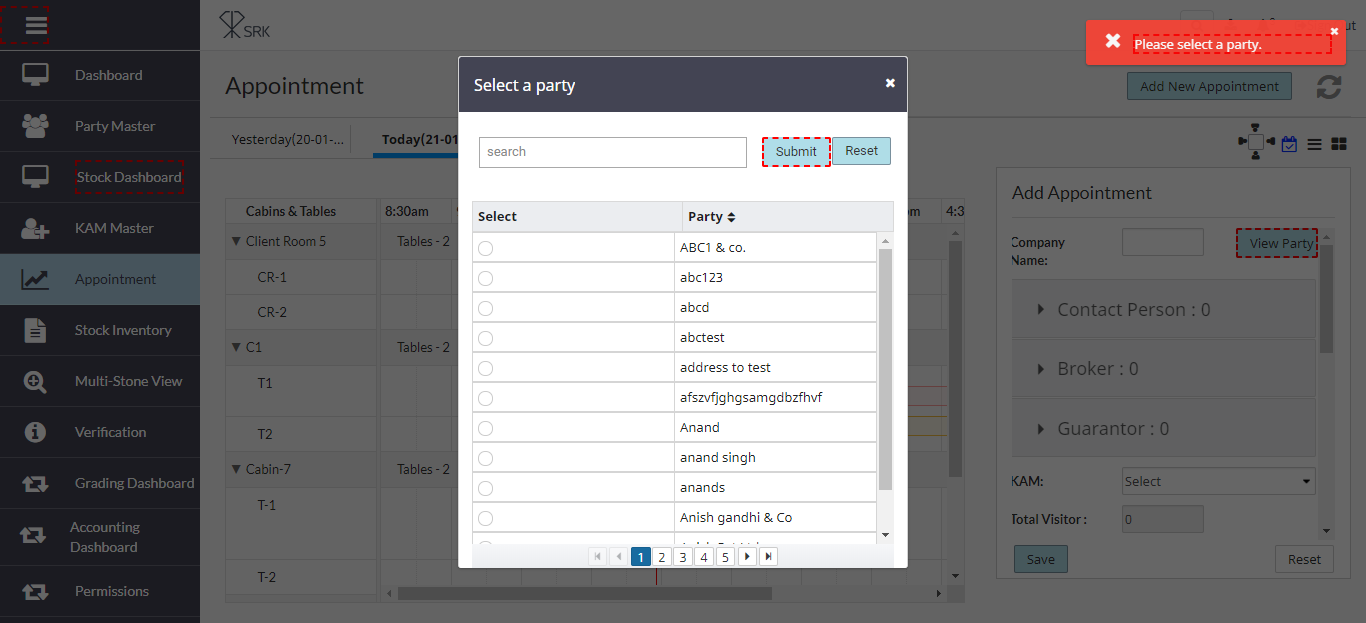 SRK
Please select a party.
Dashboard
Party Master
Stock Dashboard
KAM Master
Appointment
Stock Inventory
Multi-Stone View
Verification
Grading Dashboard
Accounting
Dashboard
Permissions
Appointment
Add New Appointment
Yesterday(20-01-...
Today(21-01
Cabins & Tables
8:30am
4:3
Client Room 5
Tables - 2
CR-1
CR-2
C1
Tables - 2
T1
T2
Cabin-7
Tables - 2
T-1
T-2
Select a party
search
Submit
Reset
Select
Party
ABC1 & co.
abc123
abcd
abctest
address to test
afszvfjghgsamgdbzfhvf
Anand
anand singh
anands
Anish gandhi & Co
1 2 3 4 5
Add Appointment
Company
Name:
View Party
Contact Person : 0
Broker : 0
Guarantor : 0
KAM:
Select
Total Visitor :
0
Save
Reset